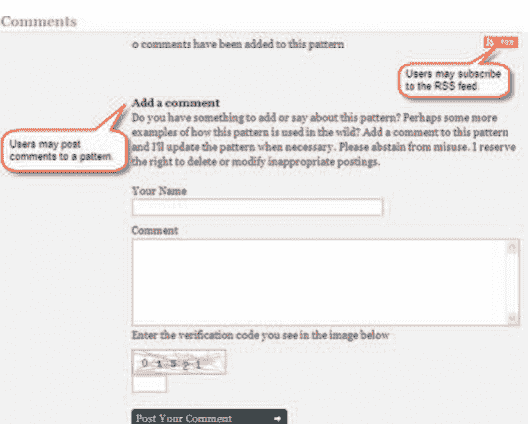 Comments
0 comments have been added to this pattern
Users may subscribe
to the RSS feed.
Add a comment
Do you have something to add or say about this pattern? Perhaps some more
examples of how this pattern is used in the wild? Add a comment to this pattern
and I'll update the pattern when necessary. Please abstain from misuse. I reserve
the right to delete or modify inappropriate postings.
Users may post
comments to a pattern.
Your Name
Comment
Enter the verification code you see in the image below
Post Your Comment